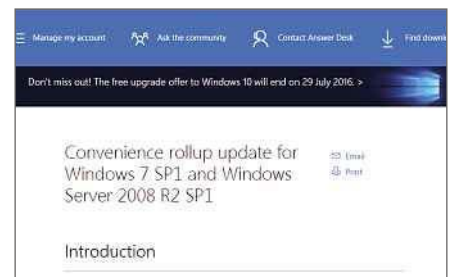 Manage my account Ask the community Contact Answer Desk Find down
Don't miss out! The free upgrade offer to Windows 10 will end on 29 July 2016. >
Convenience rollup update for
Windows 7 SP1 and Windows
Server 2008 R2 SP1
Email
Print
Introduction